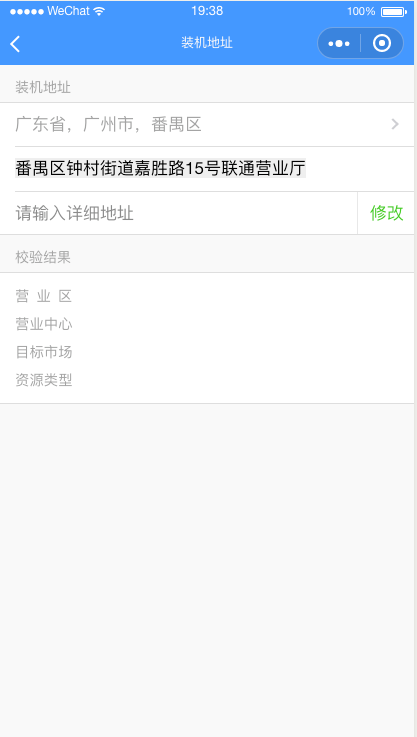 WeChat 19:38 100%
装机地址
装机地址
广东省，广州市，番禺区
番禺区钟村街道嘉胜路15号联通营业厅
请输入详细地址 修改
校验结果
营 业 区
营业中心
目标市场
资源类型